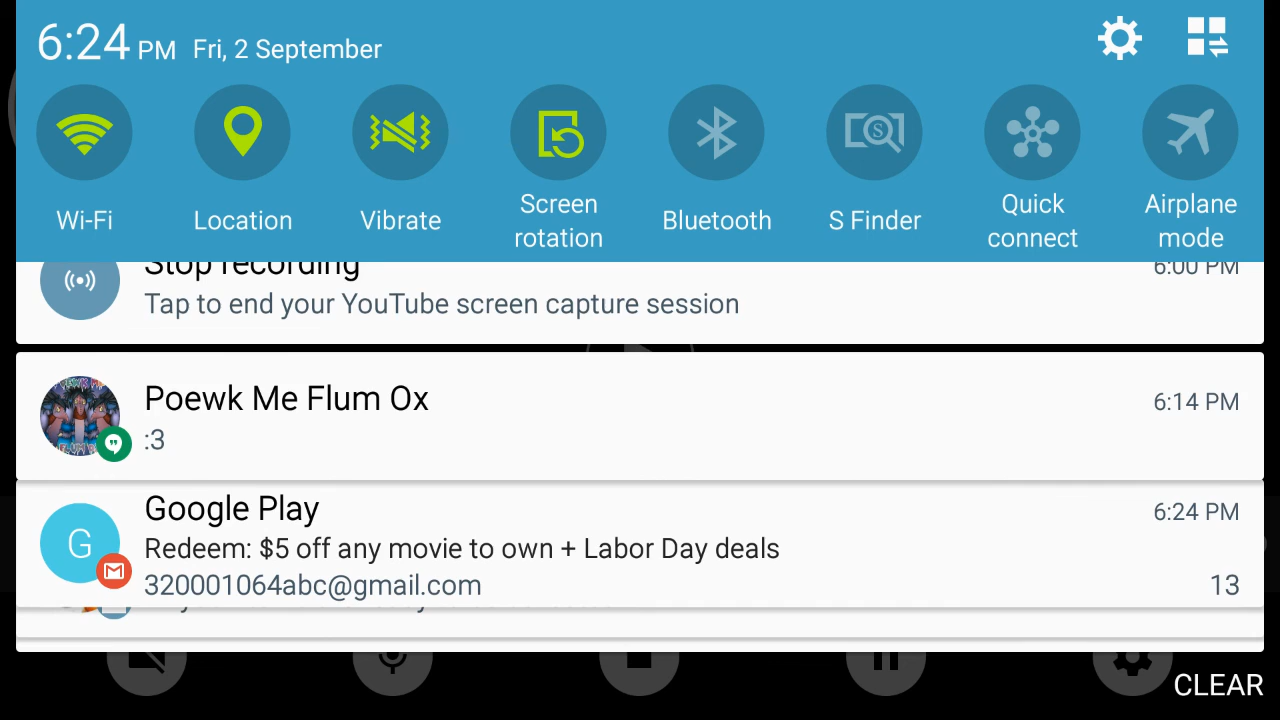 6:24 PM Fri, 2 September
Wi-Fi
Location
Vibrate
Screen
rotation
Bluetooth
S Finder
Quick
connect
Airplane
mode
Stop recording
6:00 PM
Tap to end your YouTube screen capture session
Poewk Me Flum Ox
6:14 PM
:3
G
Google Play
6:24 PM
Redeem: $5 off any movie to own + Labor Day deals
320001064abc@gmail.com
13
CLEAR